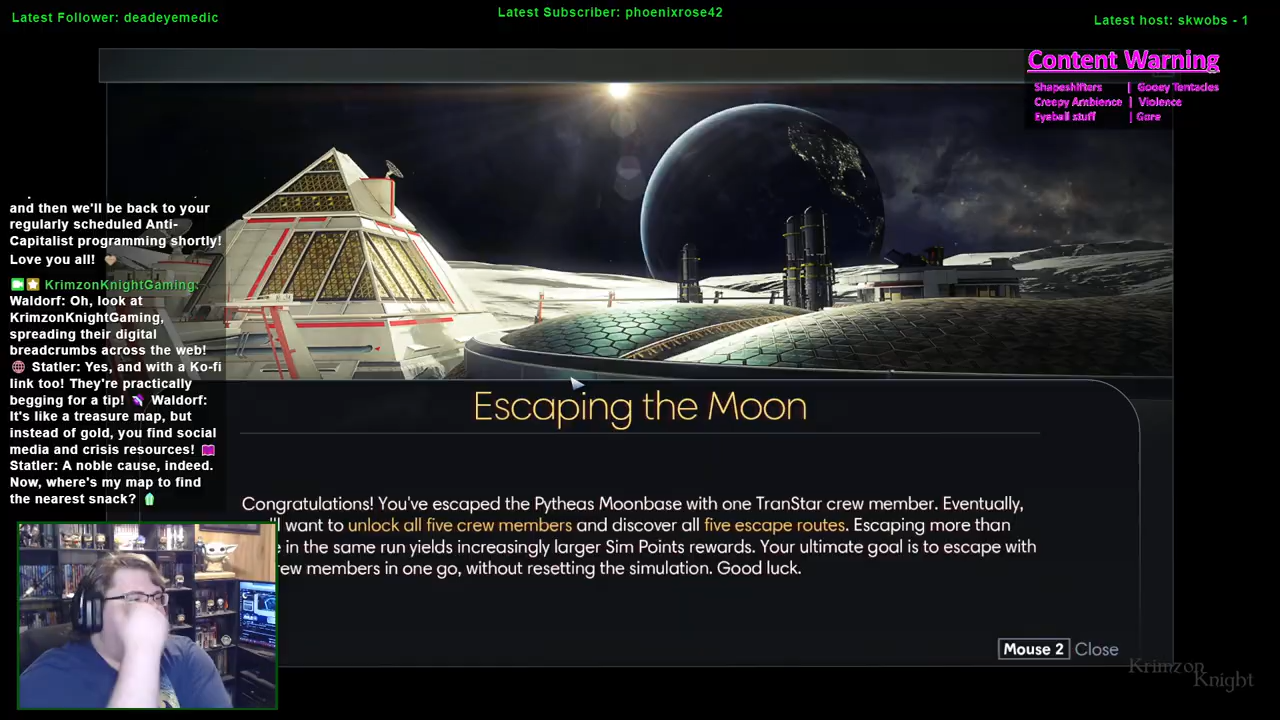 Latest Follower: deadeyemedic
Latest Subscriber: phoenixrose42
Latest host: skwobs - 1
Content Warning
Shapeshifters | Gooey Tentacles
Creepy Ambience | Violence
Eyeball stuff | Gore
and then we'll be back to your
regularly scheduled Anti-
Capitalist programming shortly!
Love you all!
KrimzonKnightGaming:
Waldorf: Oh, look at
KrimzonKnightGaming,
spreading their digital
breadcrumbs across the web!
Statler: Yes, and with a Ko-fi
link too! They're practically
begging for a tip! Waldorf:
It's like a treasure map, but
instead of gold, you find social
media and crisis resources!
Statler: A noble cause, indeed.
Now, where's my map to find
the nearest snack?
Escaping the Moon
Congratulations! You've escaped the Pytheas Moonbase with one TranStar crew member. Eventually,
want to unlock all five crew members and discover all five escape routes. Escaping more than
in the same run yields increasingly larger Sim Points rewards. Your ultimate goal is to escape with
crew members in one go, without resetting the simulation. Good luck.
Mouse 2 Close
Krimzon
Knight